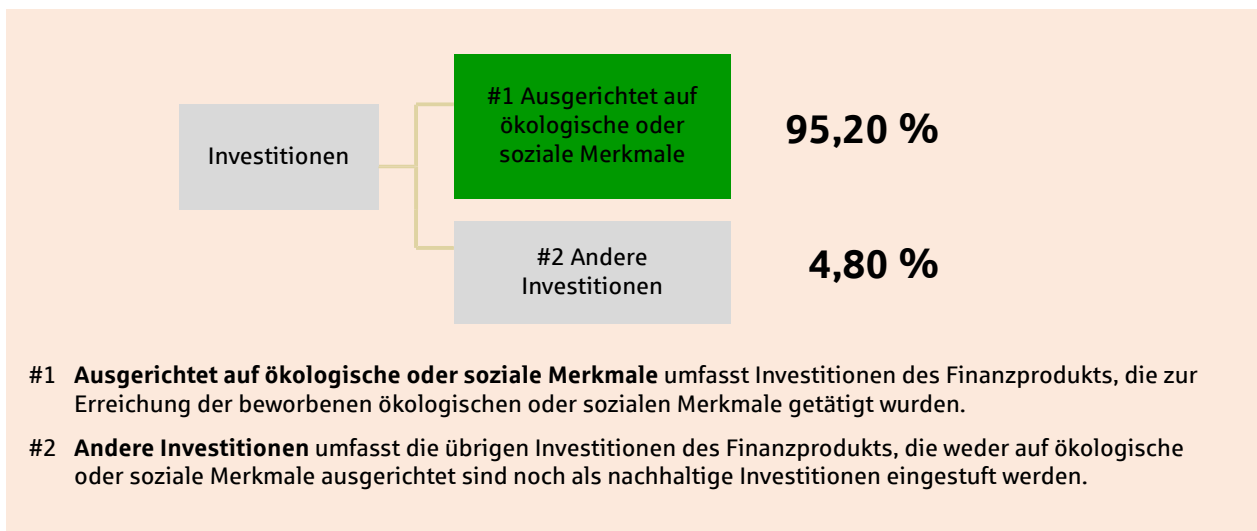 #1 Ausgerichtet auf
ökologische oder
soziale Merkmale
95,20 %
Investitionen
#2 Andere
Investitionen
4,80 %
#1 Ausgerichtet auf ökologische oder soziale Merkmale umfasst Investitionen des Finanzprodukts, die zur
Erreichung der beworbenen ökologischen oder sozialen Merkmale getätigt wurden.
#2 Andere Investitionen umfasst die übrigen Investitionen des Finanzprodukts, die weder auf ökologische
oder soziale Merkmale ausgerichtet sind noch als nachhaltige Investitionen eingestuft werden.